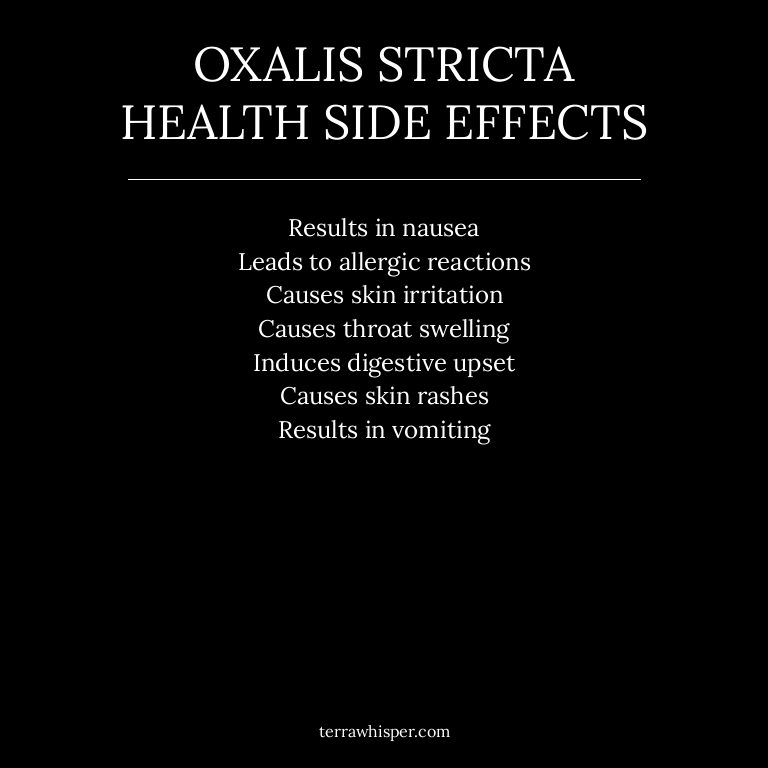 OXALIS STRICTA
HEALTH SIDE EFFECTS
Results in nausea
Leads to allergic reactions
Causes skin irritation
Causes throat swelling
Induces digestive upset
Causes skin rashes
Results in vomiting
terrawhisper.com